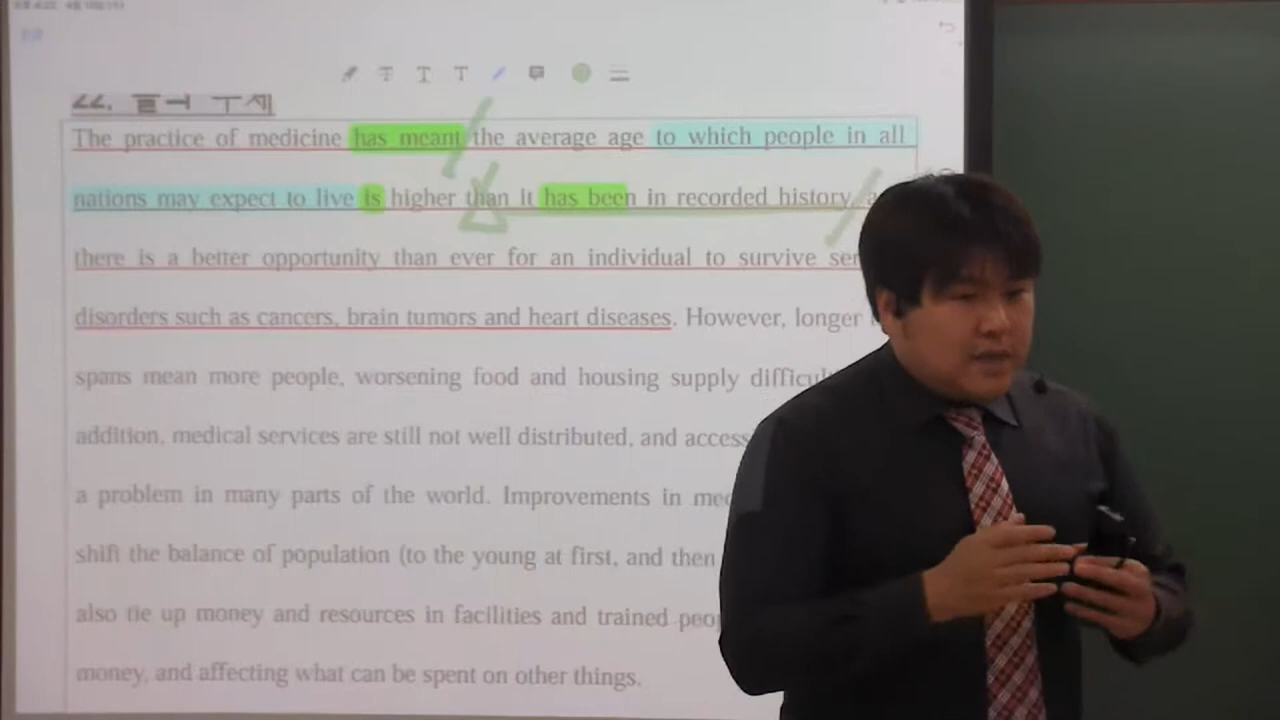 The practice of medicine has meant the average age to which people in all
nations may expect to live is higher than it has been in recorded history,
there is a better opportunity than ever for an individual to survive
disorders such as cancers, brain tumors and heart diseases. However, longer
spans mean more people, worsening food and housing supply
addition, medical services are still not well distributed, and
a problem in many parts of the world. Improvements in
shift the balance of population (to the young at first, and then
also tie up money and resources in facilities and trained
money, and affecting what can be spent on other things.